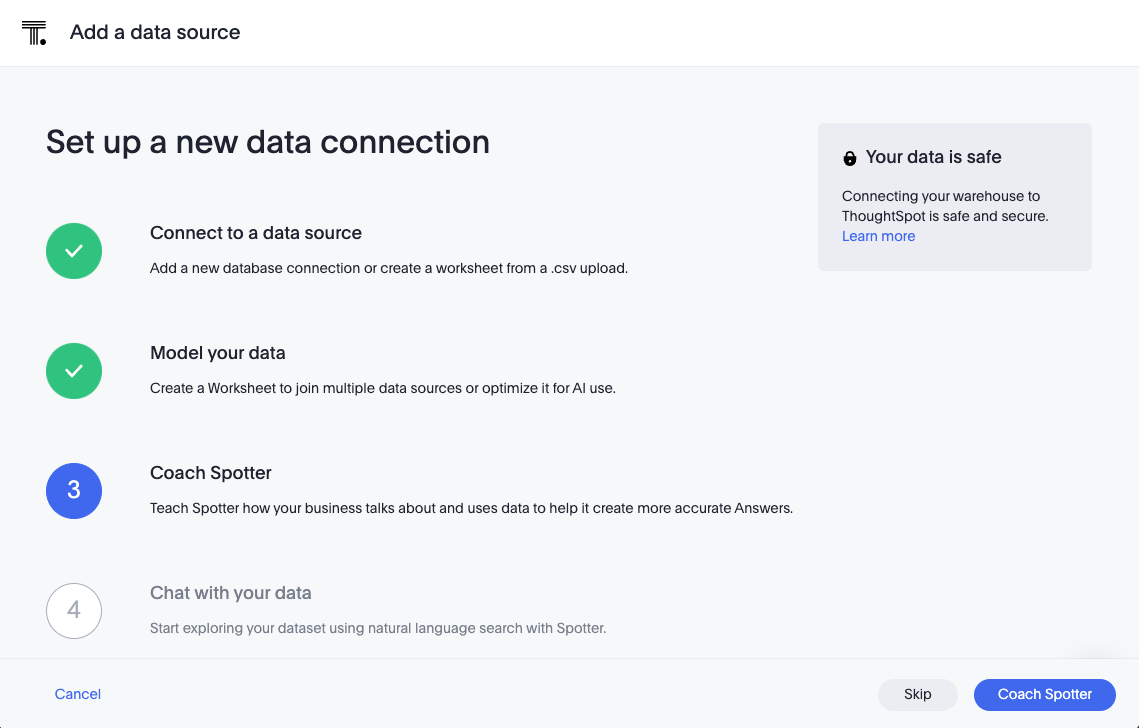 T.
Add a data source
Set up a new data connection
Your data is safe
Connecting your warehouse to
ThoughtSpot is safe and secure.
Learn more
Connect to a data source
Add a new database connection or create a worksheet from a .csv upload.
Model your data
Create a Worksheet to join multiple data sources or optimize it for AI use.
3
Coach Spotter
Teach Spotter how your business talks about and uses data to help it create more accurate Answers.
4
Chat with your data
Start exploring your dataset using natural language search with Spotter.
Cancel
Skip
Coach Spotter